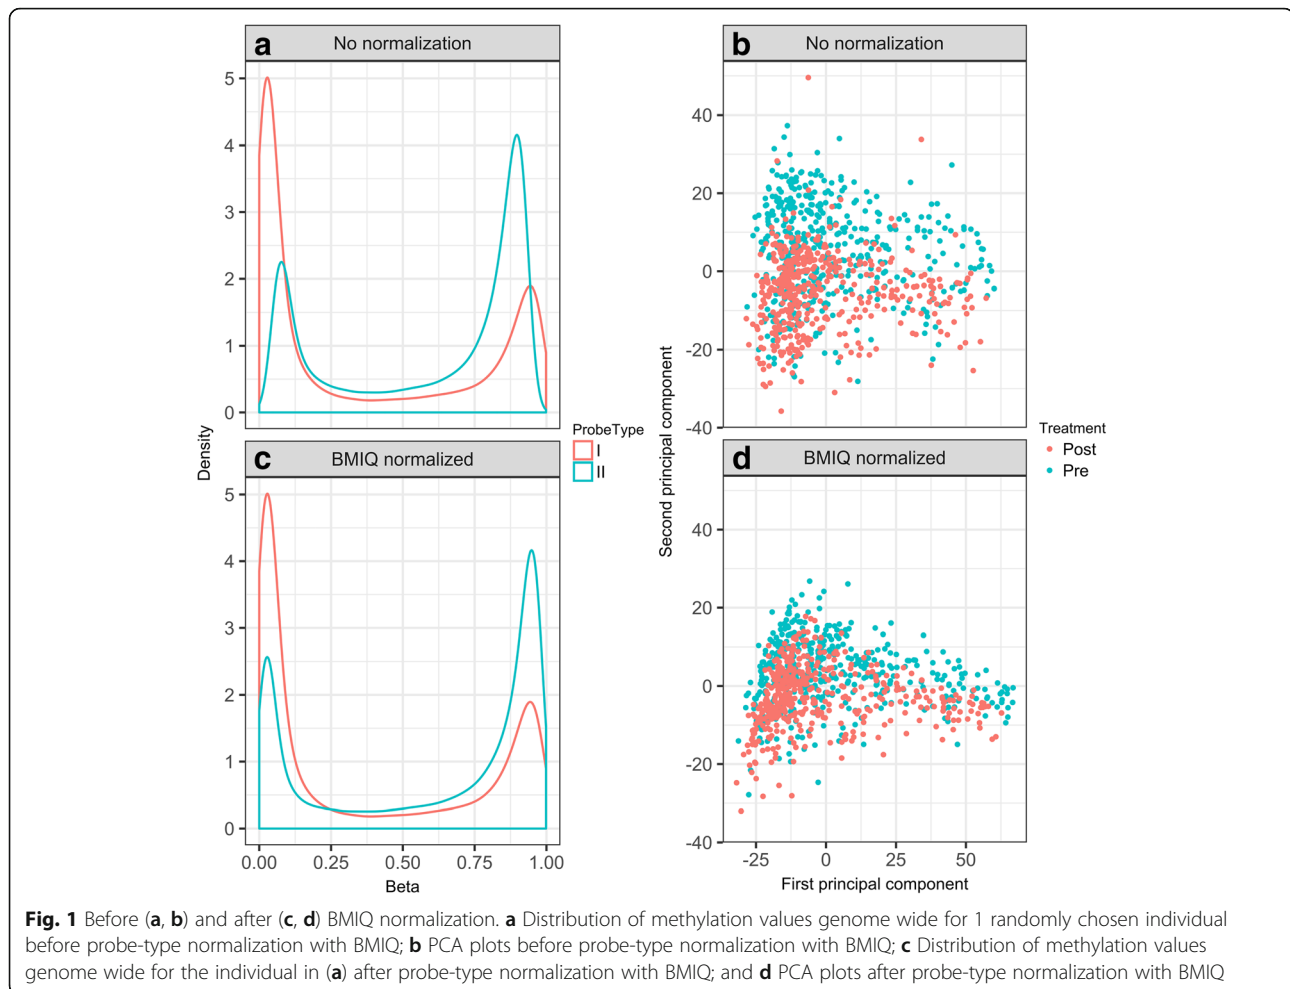 a No normalization
5
4
3
2
1
0
c BMIQ normalized
5
4
3
2
1
0
0.00 0.25 0.50 0.75 1.00
Beta
Density
ProbeType
I
II
b No normalization
40
20
0
-20
-40
d BMIQ normalized
40
20
0
-20
-40
-25 0 25 50
First principal component
Second principal component
Treatment
Post
Pre
Fig. 1 Before (a, b) and after (c, d) BMIQ normalization. a Distribution of methylation values genome wide for 1 randomly chosen individual
before probe-type normalization with BMIQ; b PCA plots before probe-type normalization with BMIQ; c Distribution of methylation values
genome wide for the individual in (a) after probe-type normalization with BMIQ; and d PCA plots after probe-type normalization with BMIQ